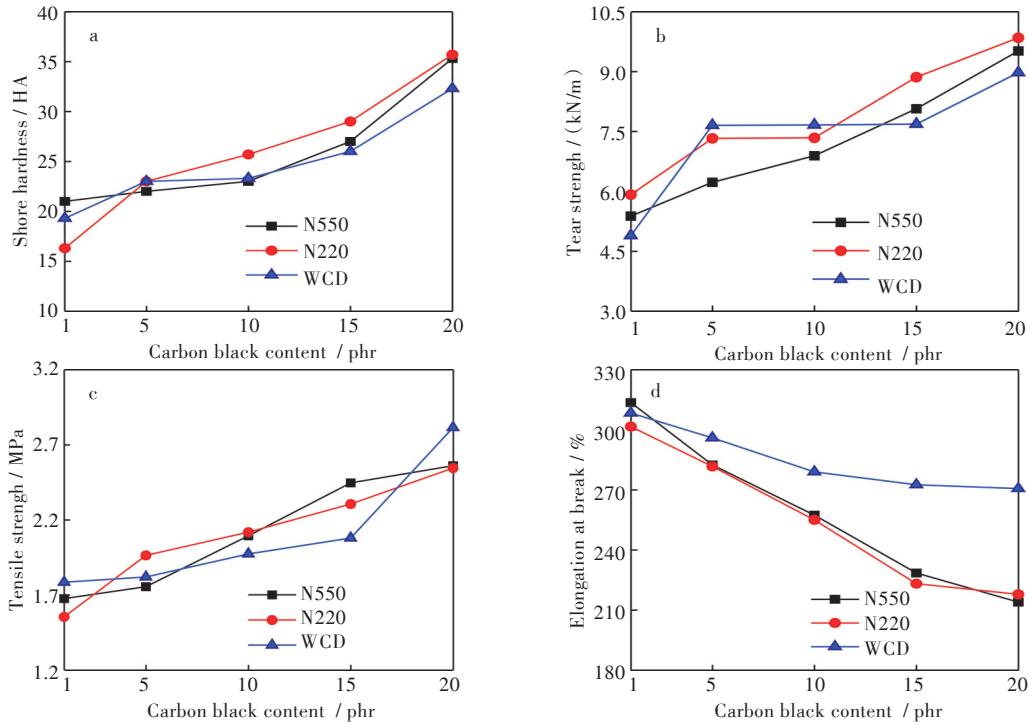 a
Shore hardness / HA
40
35
30
25
20
15
10
N550
N220
WCD
1 5 10 15 20
Carbon black content / phr
b
Tear strengh / (kN/m)
10.5
9.0
7.5
6.0
4.5
3.0
N550
N220
WCD
1 5 10 15 20
Carbon black content / phr
c
Tensile strengh / MPa
3.2
2.7
2.2
1.7
1.2
N550
N220
WCD
1 5 10 15 20
Carbon black content / phr
d
Elongation at break / %
330
300
270
240
210
180
N550
N220
WCD
1 5 10 15 20
Carbon black content / phr